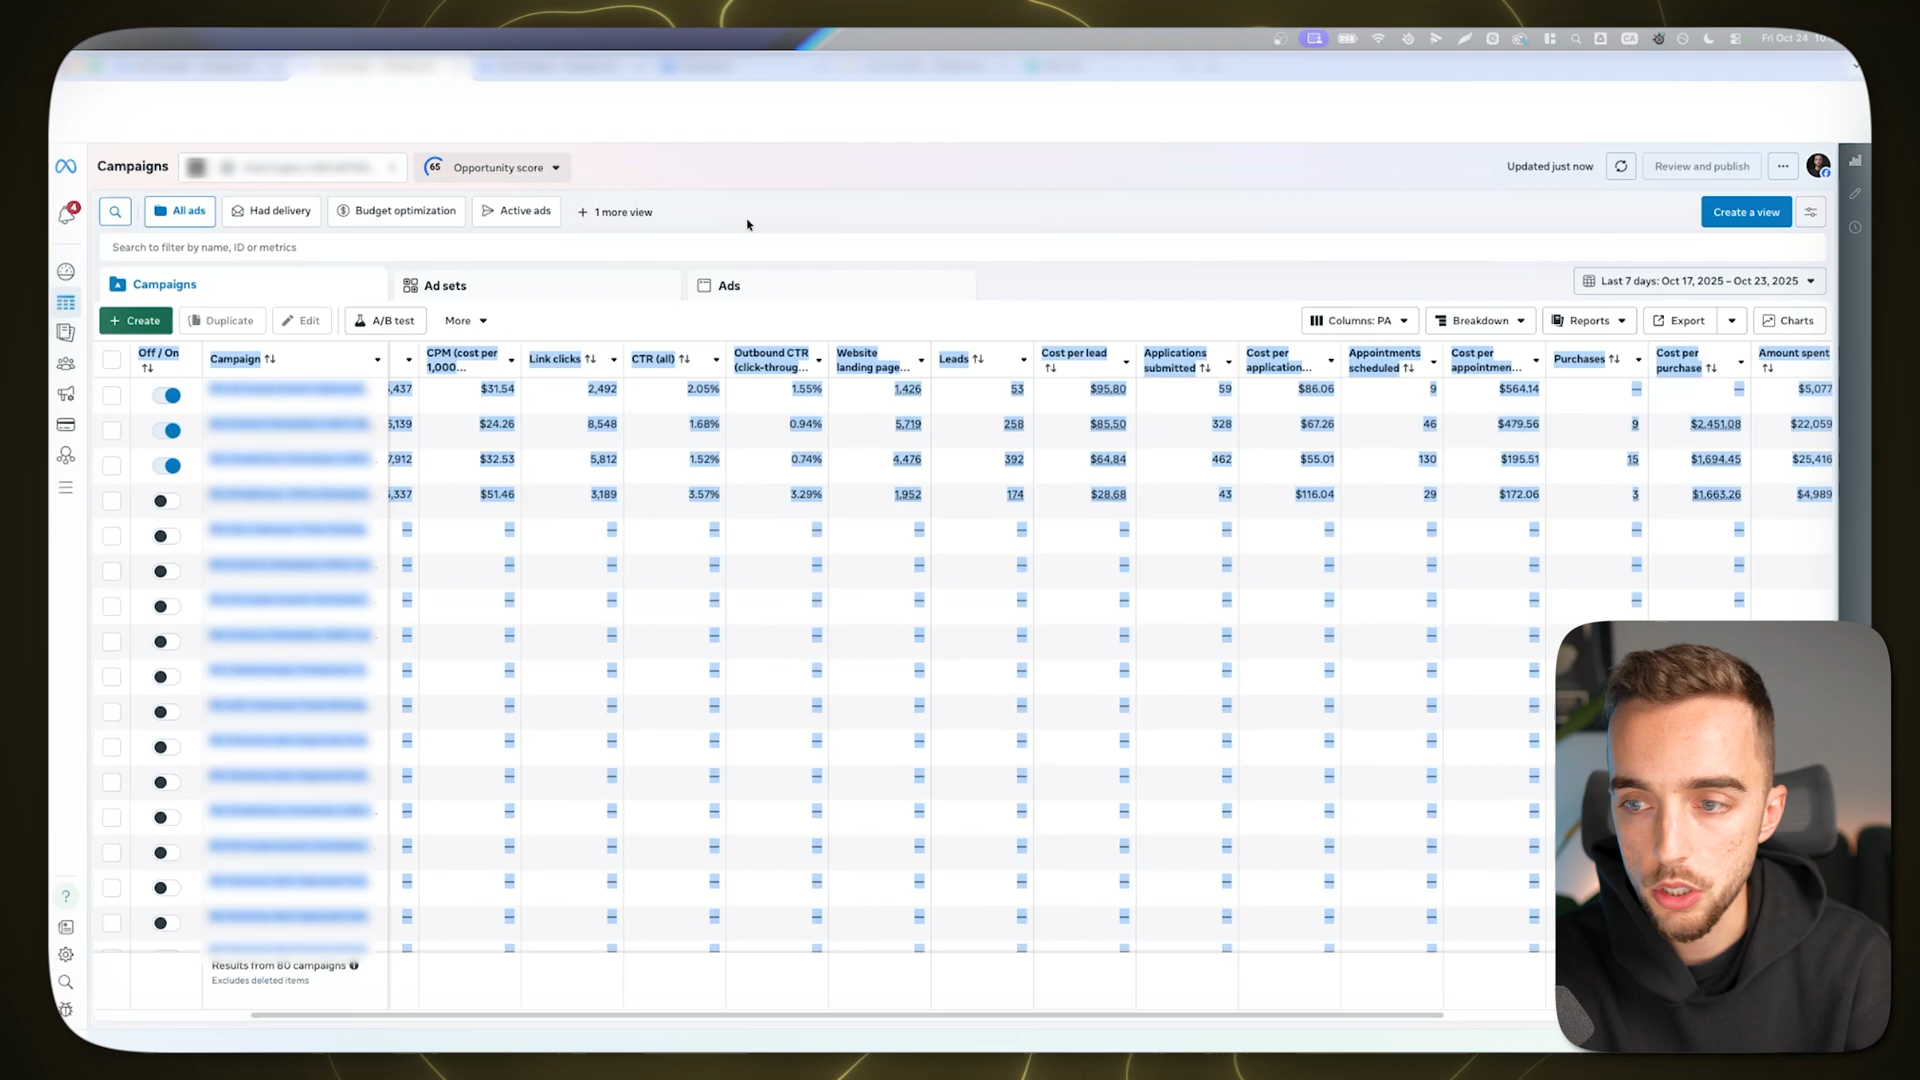 Fri Oct 24
Campaigns 65 Opportunity score Updated just now Review and publish ...
4
All ads Had delivery Budget optimization Active ads + 1 more view Create a view
Search to filter by name, ID or metrics
Campaigns Ad sets Ads Last 7 days: Oct 17, 2025 – Oct 23, 2025
+ Create Duplicate Edit A/B test More Columns: PA Breakdown Reports Export Charts
Off / On Campaign CPM (cost per 1,000... Link clicks CTR (all) Outbound CTR (click-throug... Website landing page... Leads Cost per lead Applications submitted Cost per application... Appointments scheduled Cost per appointmen... Purchases Cost per purchase Amount spent
,437 $31.54 2,492 2.05% 1.55% 1,426 53 $95.80 59 $86.06 9 $564.14 — — $5,077
,139 $24.26 8,548 1.68% 0.94% 5,719 258 $85.50 328 $67.26 46 $479.56 9 $2,451.08 $22,059
,912 $32.53 5,812 1.52% 0.74% 4,476 392 $64.84 462 $55.01 130 $195.51 15 $1,694.45 $25,416
,337 $51.46 3,189 3.57% 3.29% 1,952 174 $28.68 43 $116.04 29 $172.06 3 $1,663.26 $4,989
Results from 80 campaigns
Excludes deleted items